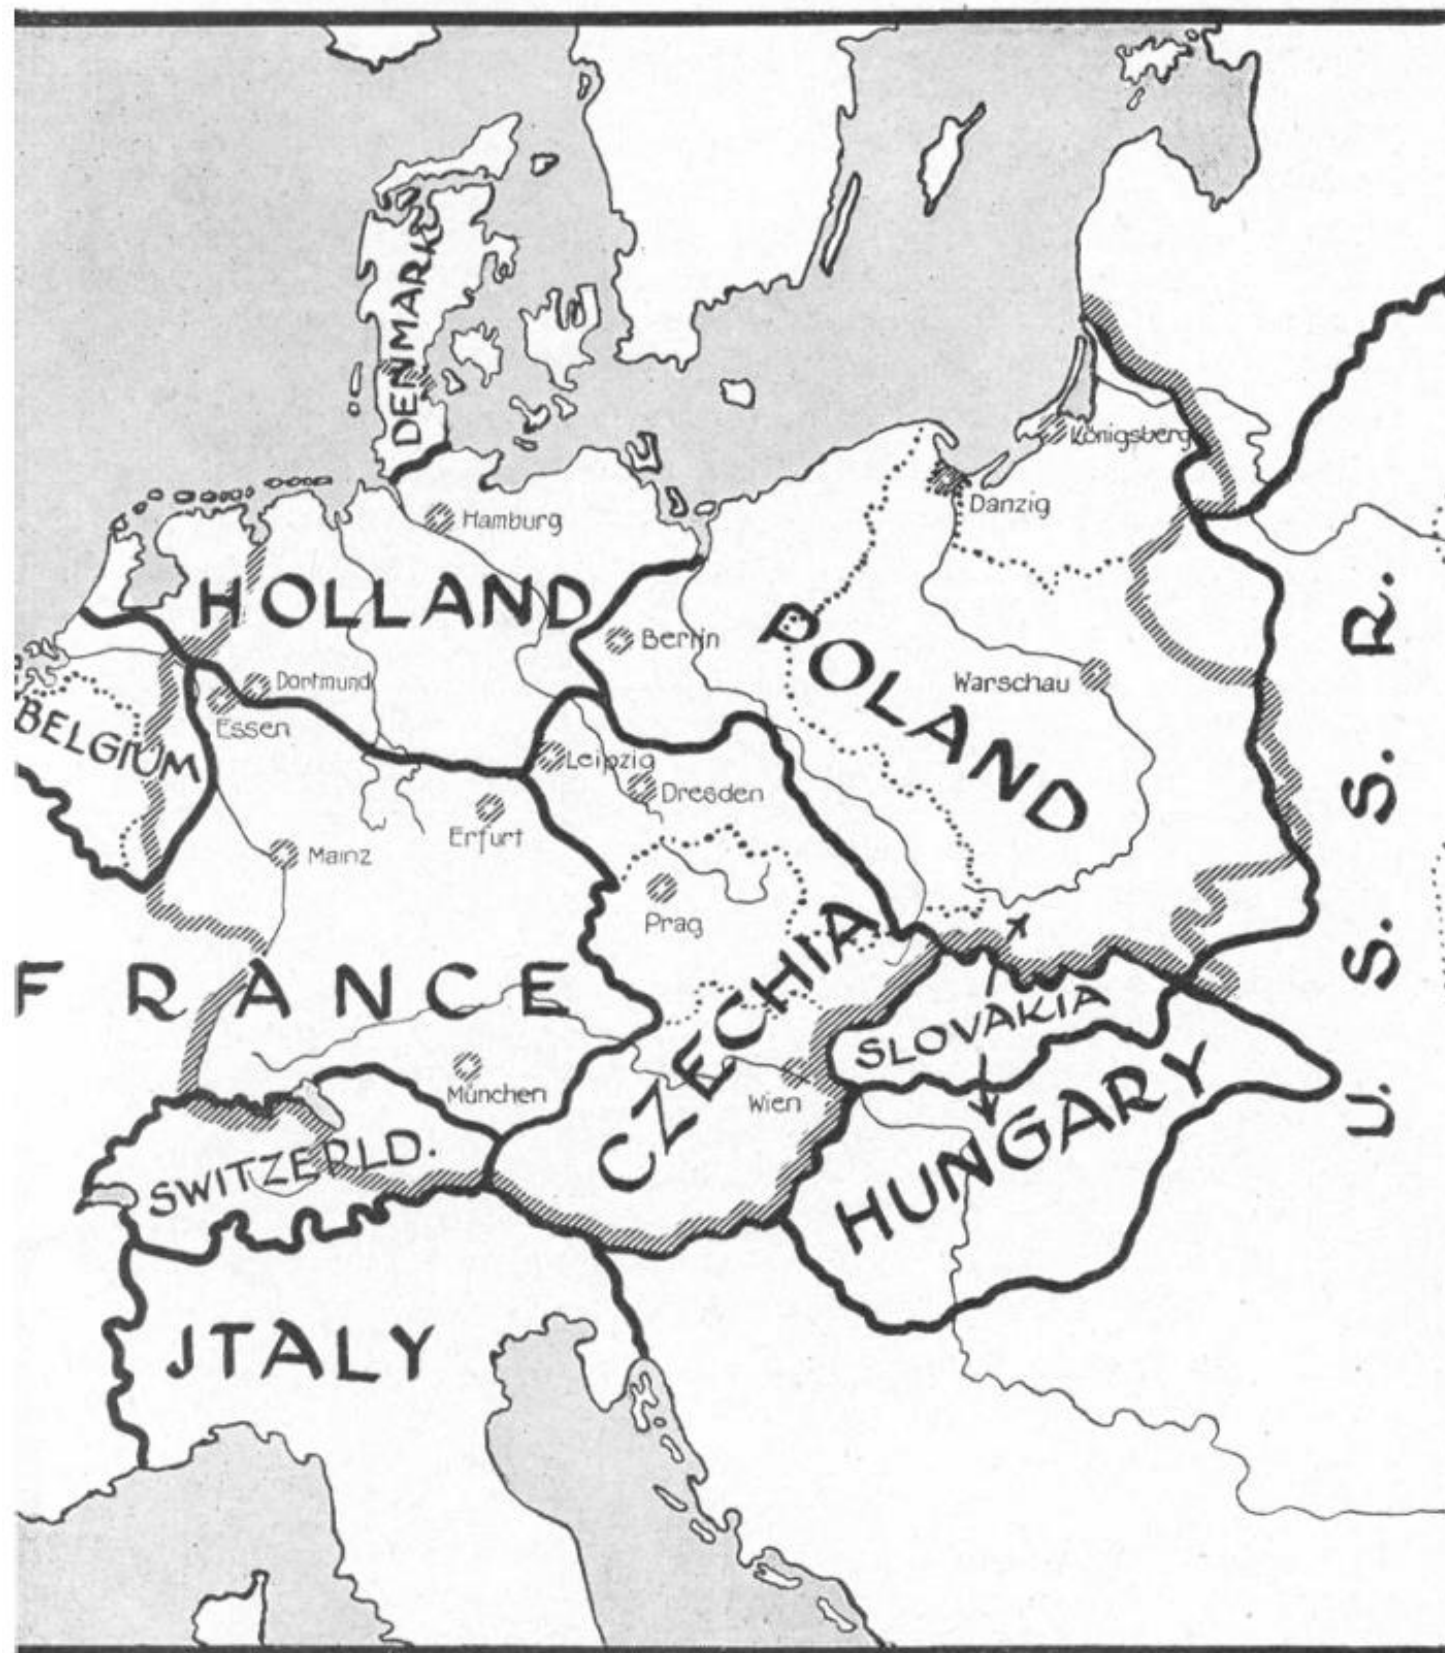 DENMARK
Königsberg
Danzig
Hamburg
HOLLAND
Berlin
POLAND
Warschau
Dortmund
Essen
BELGIUM
Leipzig
Dresden
Erfurt
Mainz
Prag
FRANCE
CZECHIA
SLOVAKIA
München
Wien
HUNGARY
SWITZERLD.
JTALY
U. S. S. R.